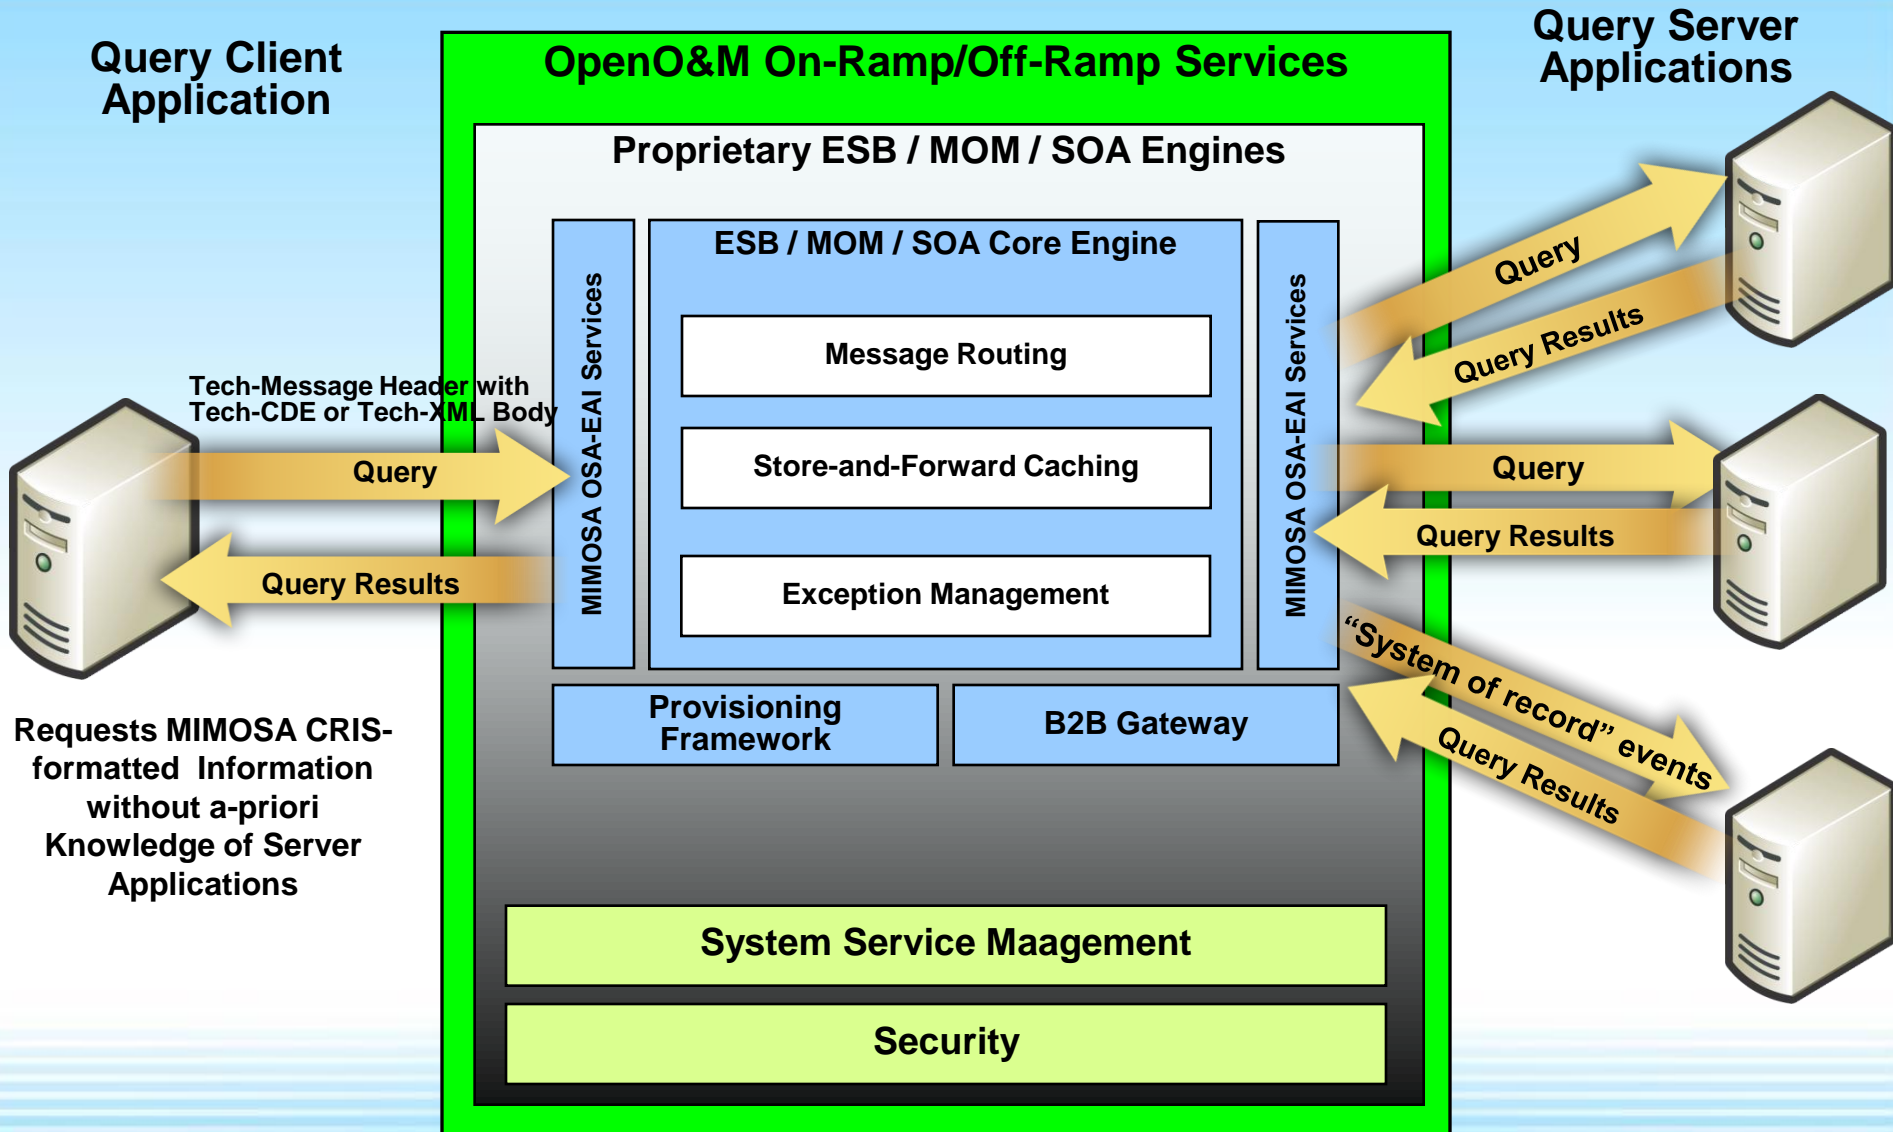 Query Client
Application
OpenO&M On-Ramp/Off-Ramp Services
Query Server
Applications
Proprietary ESB / MOM / SOA Engines
MIMOSA OSA-EAI Services
ESB / MOM / SOA Core Engine
Message Routing
Store-and-Forward Caching
Exception Management
MIMOSA OSA-EAI Services
Tech-Message Header with
Tech-CDE or Tech-XML Body
Query
Query Results
Query
Query Results
Query
Query Results
“System of record” events
Query Results
Provisioning
Framework
B2B Gateway
Requests MIMOSA CRIS-
formatted Information
without a-priori
Knowledge of Server
Applications
System Service Maagement
Security